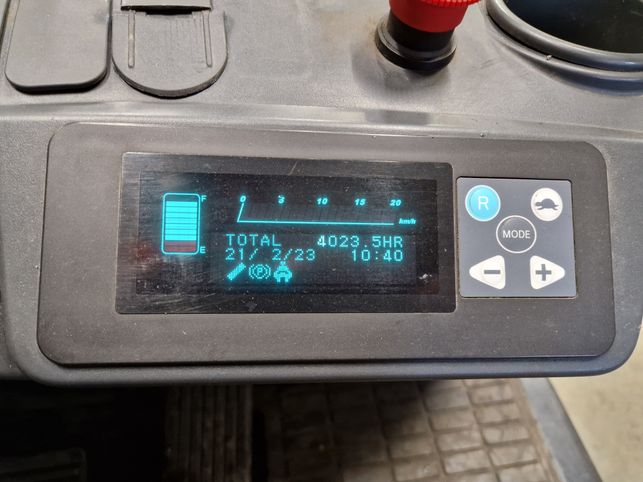 F
E
0 5 10 15 20
km/h
TOTAL 4023.5HR
21/ 2/23 10:40
(P)
R
MODE